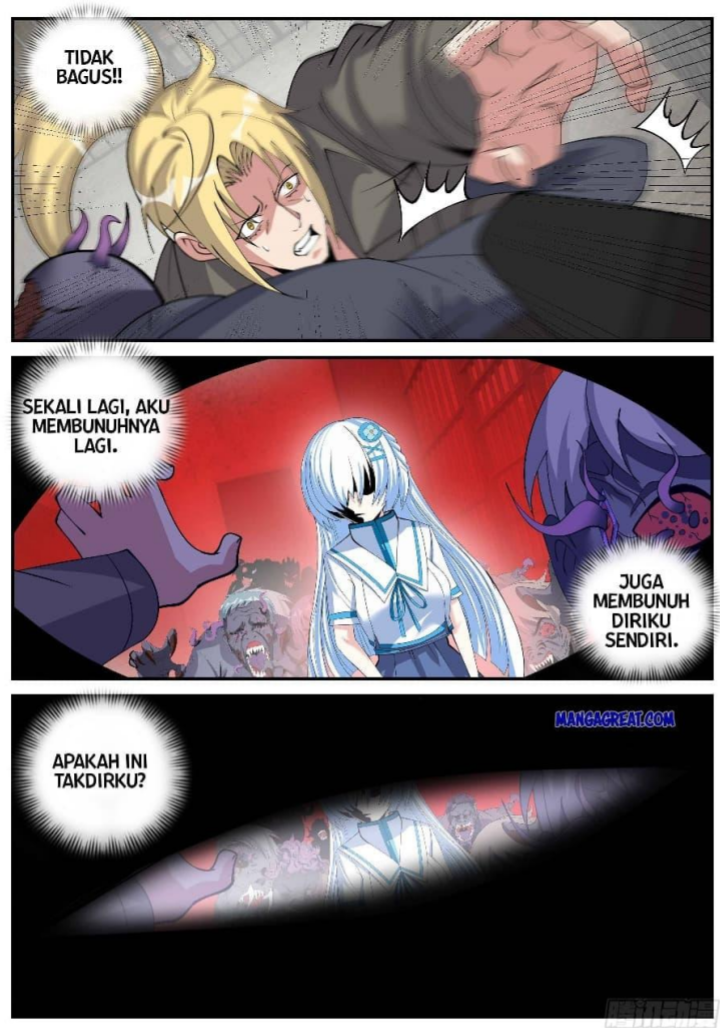 TIDAK
BAGUS!!
SEKALI LAGI, AKU
MEMBUNUHNYA
LAGI.
JUGA
MEMBUNUH
DIRIKU
SENDIRI.
MANGAGREAT.COM
APAKAH INI
TAKDIRKU?